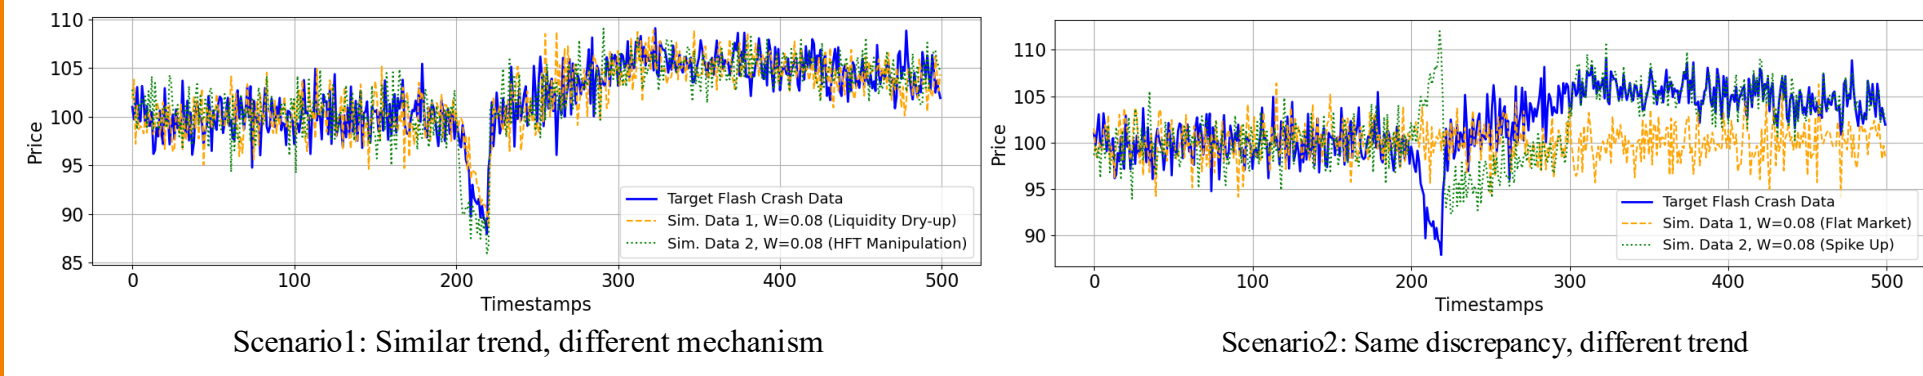 110
105
100
95
90
85
Price
0
100
200
300
400
500
Timestamps
Target Flash Crash Data
Sim. Data 1, W=0.08 (Liquidity Dry-up)
Sim. Data 2, W=0.08 (HFT Manipulation)
Scenario1: Similar trend, different mechanism
110
105
100
95
90
Price
0
100
200
300
400
500
Timestamps
Target Flash Crash Data
Sim. Data 1, W=0.08 (Flat Market)
Sim. Data 2, W=0.08 (Spike Up)
Scenario2: Same discrepancy, different trend